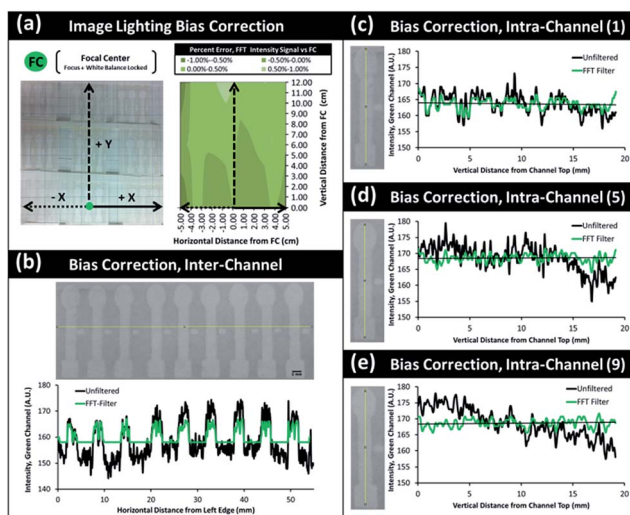 (a) Image Lighting Bias Correction
FC
Focal Center
Focus + White Balance Locked
+ Y
- X
+ X
Percent Error, FFT Intensity Signal vs FC
-1.00%--0.50%
-0.50%-0.00%
0.00%-0.50%
0.50%-1.00%
12.00
11.00
10.00
9.00
8.00
7.00
6.00
5.00
4.00
3.00
2.00
1.00
0.00
Vertical Distance from FC (cm)
-5.00
-4.00
-3.00
-2.00
-1.00
0.00
1.00
2.00
3.00
4.00
5.00
Horizontal Distance from FC (cm)
(b) Bias Correction, Inter-Channel
Intensity, Green Channel (A.U.)
180
170
160
150
140
Unfiltered
FFT-Filter
0 10 20 30 40 50
Horizontal Distance from Left Edge (mm)
(c) Bias Correction, Intra-Channel (1)
Intensity, Green Channel (A.U.)
180
175
170
165
160
155
150
Unfiltered
FFT Filter
0 5 10 15 20
Vertical Distance from Channel Top (mm)
(d) Bias Correction, Intra-Channel (5)
Intensity, Green Channel (A.U.)
180
175
170
165
160
155
150
Unfiltered
FFT Filter
0 5 10 15 20
Vertical Distance from Channel Top (mm)
(e) Bias Correction, Intra-Channel (9)
Intensity, Green Channel (A.U.)
180
175
170
165
160
155
150
Unfiltered
FFT Filter
0 5 10 15 20
Vertical Distance from Channel Top (mm)